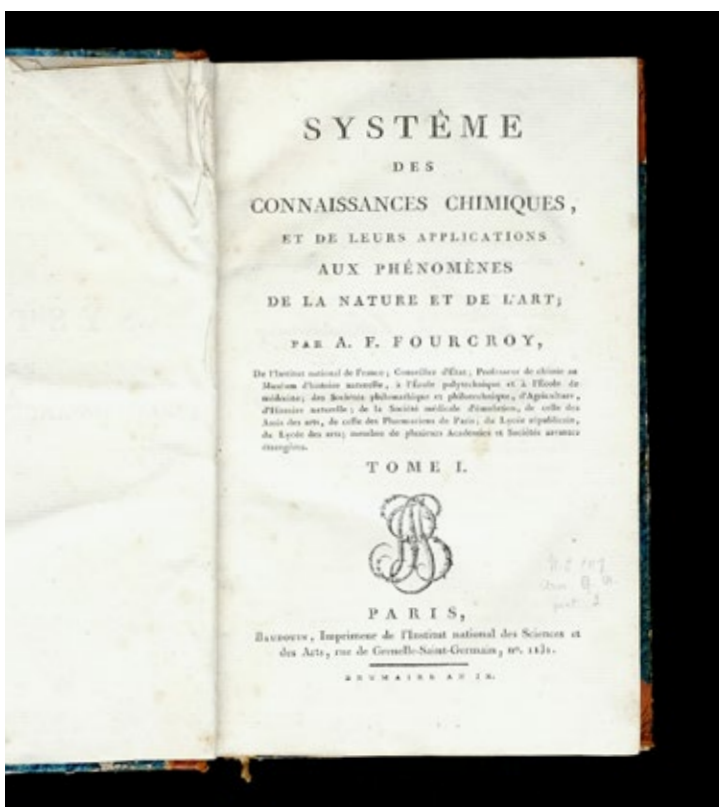 SYSTÊME
DES
CONNAISSANCES CHIMIQUES,
ET DE LEURS APPLICATIONS
AUX PHÉNOMÈNES
DE LA NATURE ET DE L'ART;
PAR A. F. FOURCROY,
De l'Institut national de France; Conseiller d'État; Professeur de chimie au
Muséum d'histoire naturelle, à l'École polytechnique et à l'École de
médecine; des Sociétés philomathique et philotechnique, d'Agriculture,
d'Histoire naturelle; de la Société médicale d'émulation, de celle des
Amis des arts, de celle des Pharmaciens de Paris; du Lycée républicain,
du Lycée des arts; membre de plusieurs Académies et Sociétés savantes
étrangères.
TOME I.
PARIS,
BAUDOUIN, Imprimeur de l'Institut national des Sciences et
des Arts, rue de Grenelle-Saint-Germain, nº. 1131.
BRUMAIRE AN IX.